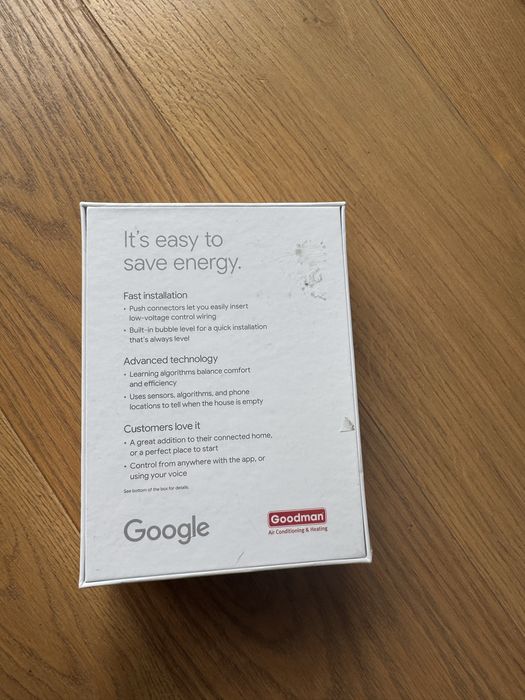 It's easy to
save energy.
Fast installation
• Push connectors let you easily insert
low-voltage control wiring
• Built-in bubble level for a quick installation
that's always level
Advanced technology
• Learning algorithms balance comfort
and efficiency
• Uses sensors, algorithms, and phone
locations to tell when the house is empty
Customers love it
• A great addition to their connected home,
or a perfect place to start
• Control from anywhere with the app, or
using your voice
See bottom of the box for details.
Google
Goodman
Air Conditioning & Heating